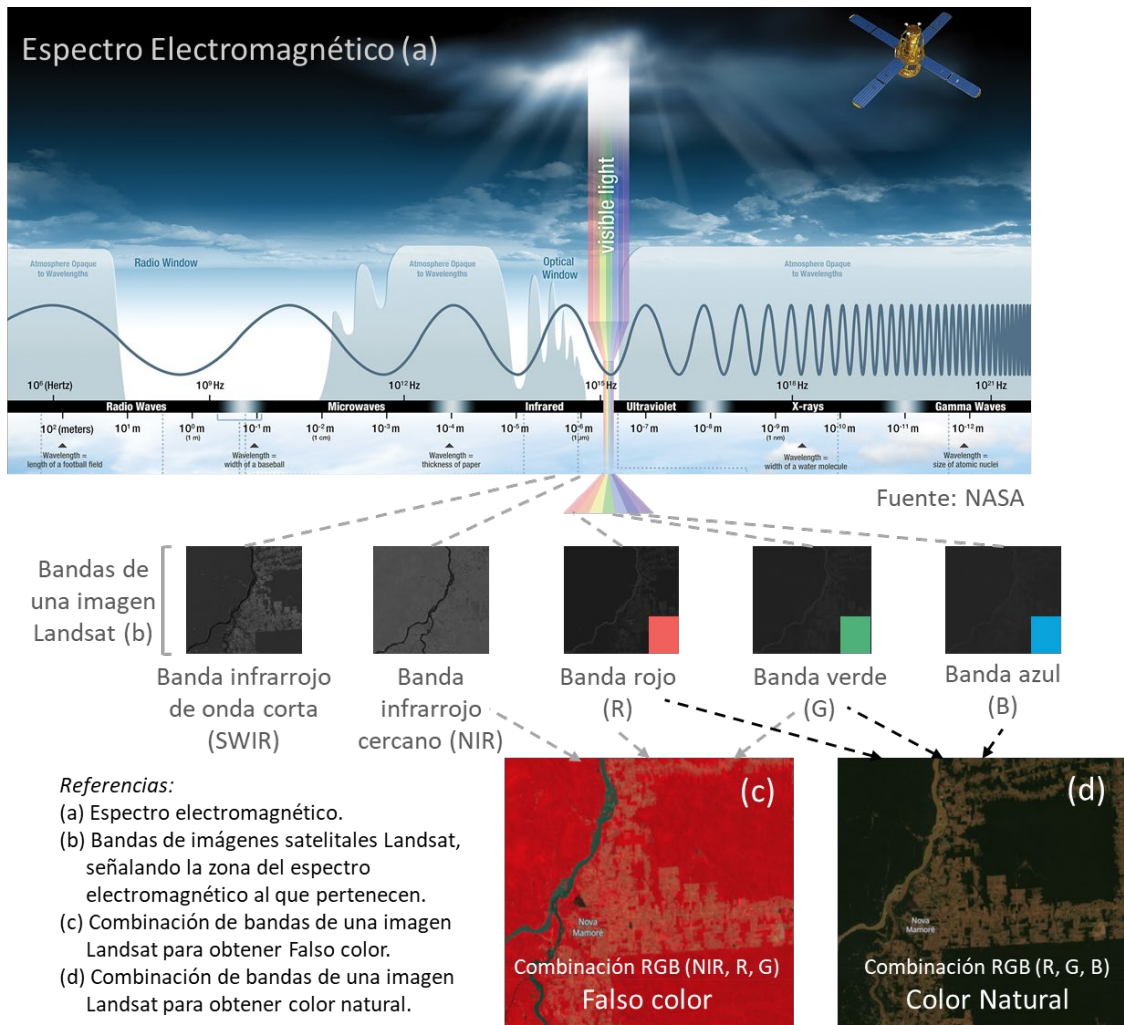 Espectro Electromagnético (a)
visible light
Atmosphere Opaque
to Wavelengths
Radio Window
Atmosphere Opaque
to Wavelengths
Optical
Window
Atmosphere Opaque
to Wavelengths
10⁶ (Hertz)
10⁹ Hz
10¹² Hz
10¹⁵ Hz
10¹⁸ Hz
10²¹ Hz
Radio Waves
Microwaves
Infrared
Ultraviolet
X-rays
Gamma Waves
10² (meters)
10¹ m
10⁰ m
(1 m)
10⁻¹ m
10⁻² m
(1 cm)
10⁻³ m
10⁻⁴ m
10⁻⁵ m
10⁻⁶ m
(1 µm)
10⁻⁷ m
10⁻⁸ m
10⁻⁹ m
(1 nm)
10⁻¹⁰ m
10⁻¹¹ m
10⁻¹² m
Wavelength =
length of a football field
Wavelength =
width of a baseball
Wavelength =
thickness of paper
Wavelength =
width of a water molecule
Wavelength =
size of atomic nuclei
Fuente: NASA
Bandas de
una imagen
Landsat (b)
Banda infrarrojo
de onda corta
(SWIR)
Banda
infrarrojo
cercano (NIR)
Banda rojo
(R)
Banda verde
(G)
Banda azul
(B)
Referencias:
(a) Espectro electromagnético.
(b) Bandas de imágenes satelitales Landsat,
señalando la zona del espectro
electromagnético al que pertenecen.
(c) Combinación de bandas de una imagen
Landsat para obtener Falso color.
(d) Combinación de bandas de una imagen
Landsat para obtener color natural.
(c)
Nova
Mamoré
Combinación RGB (NIR, R, G)
Falso color
(d)
Nova
Mamoré
Combinación RGB (R, G, B)
Color Natural